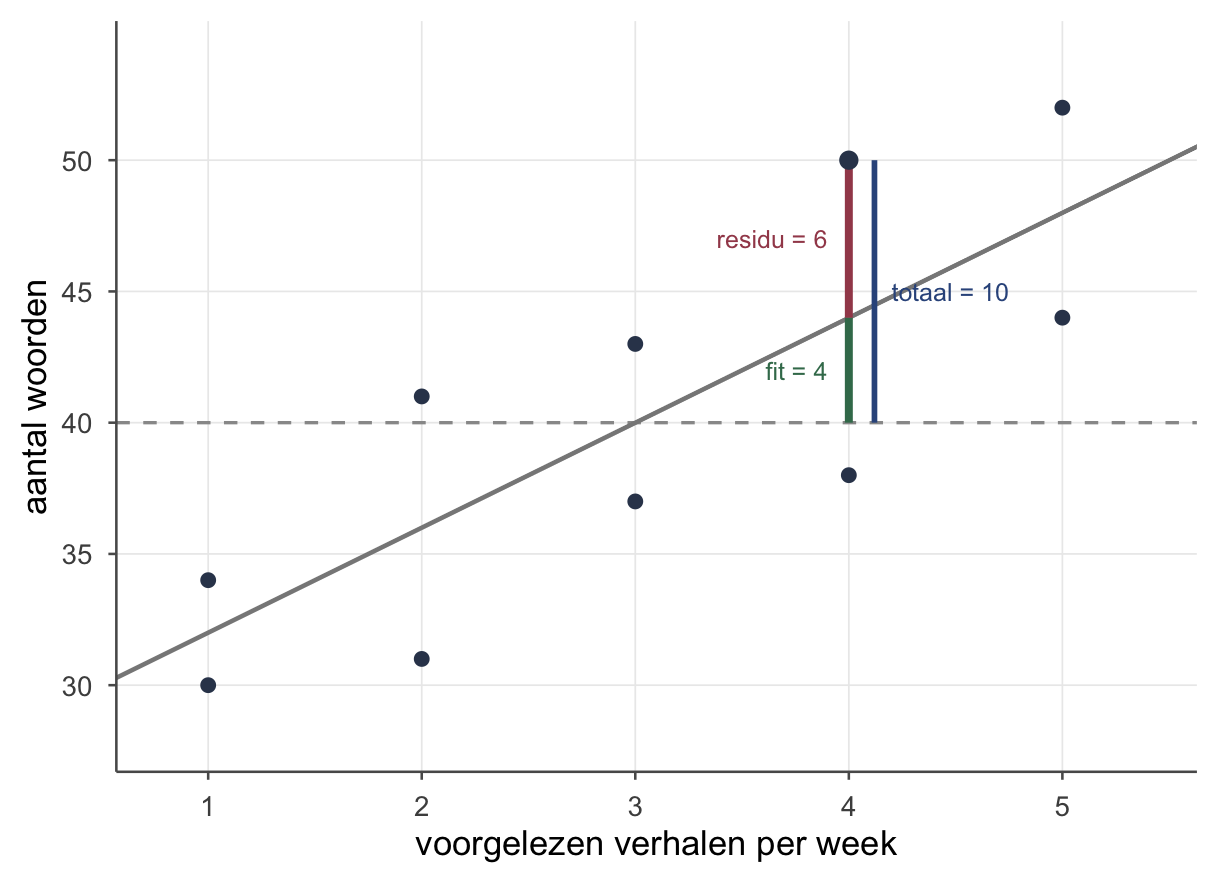 50
45
40
35
30
aantal woorden
residu = 6
totaal = 10
fit = 4
1 2 3 4 5
voorgelezen verhalen per week